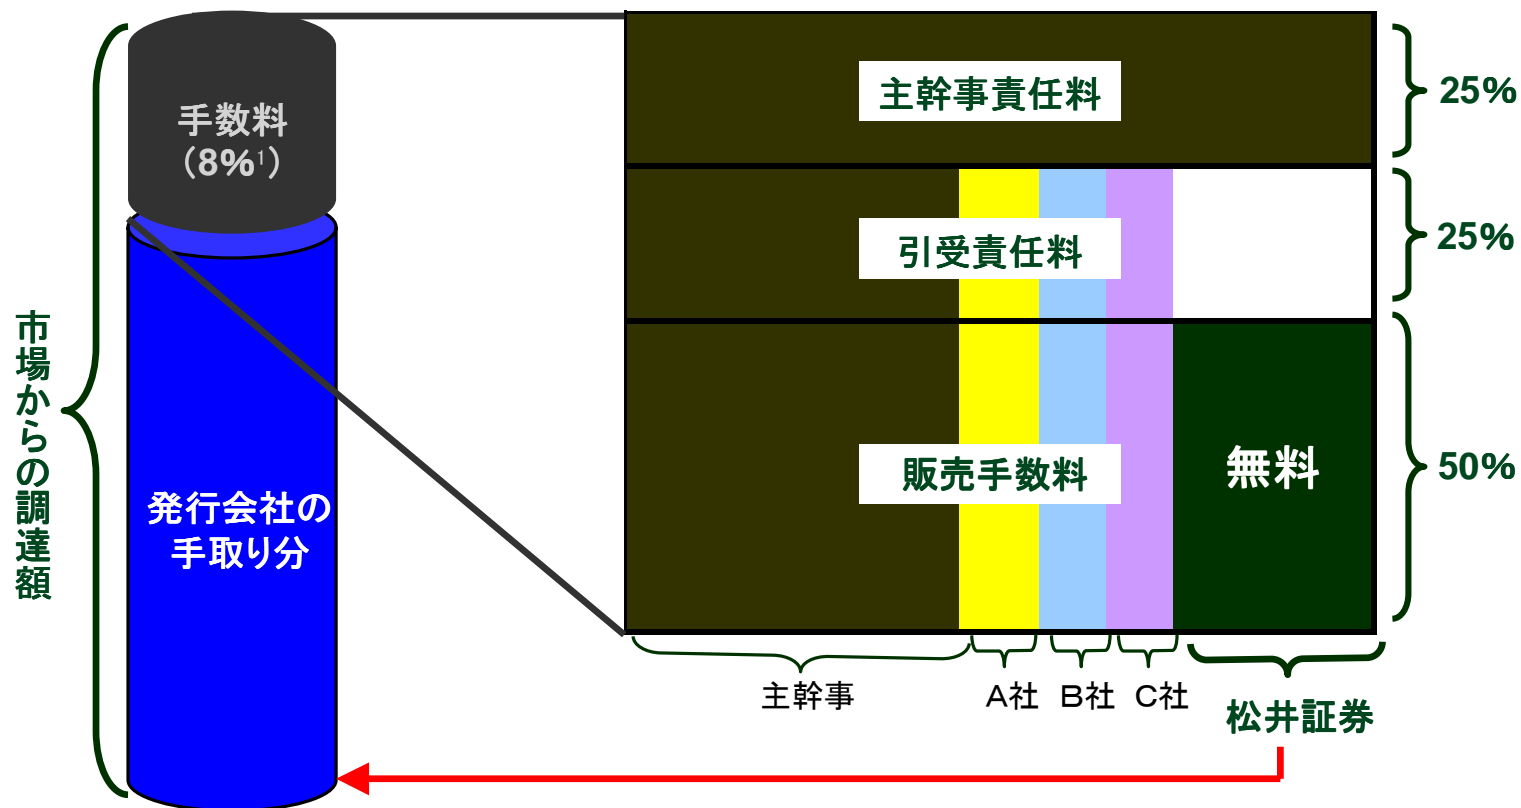 手数料
（8%¹）
市場からの調達額
発行会社の
手取り分
主幹事責任料
25%
引受責任料
25%
販売手数料
無料
50%
主幹事
A社
B社
C社
松井証券